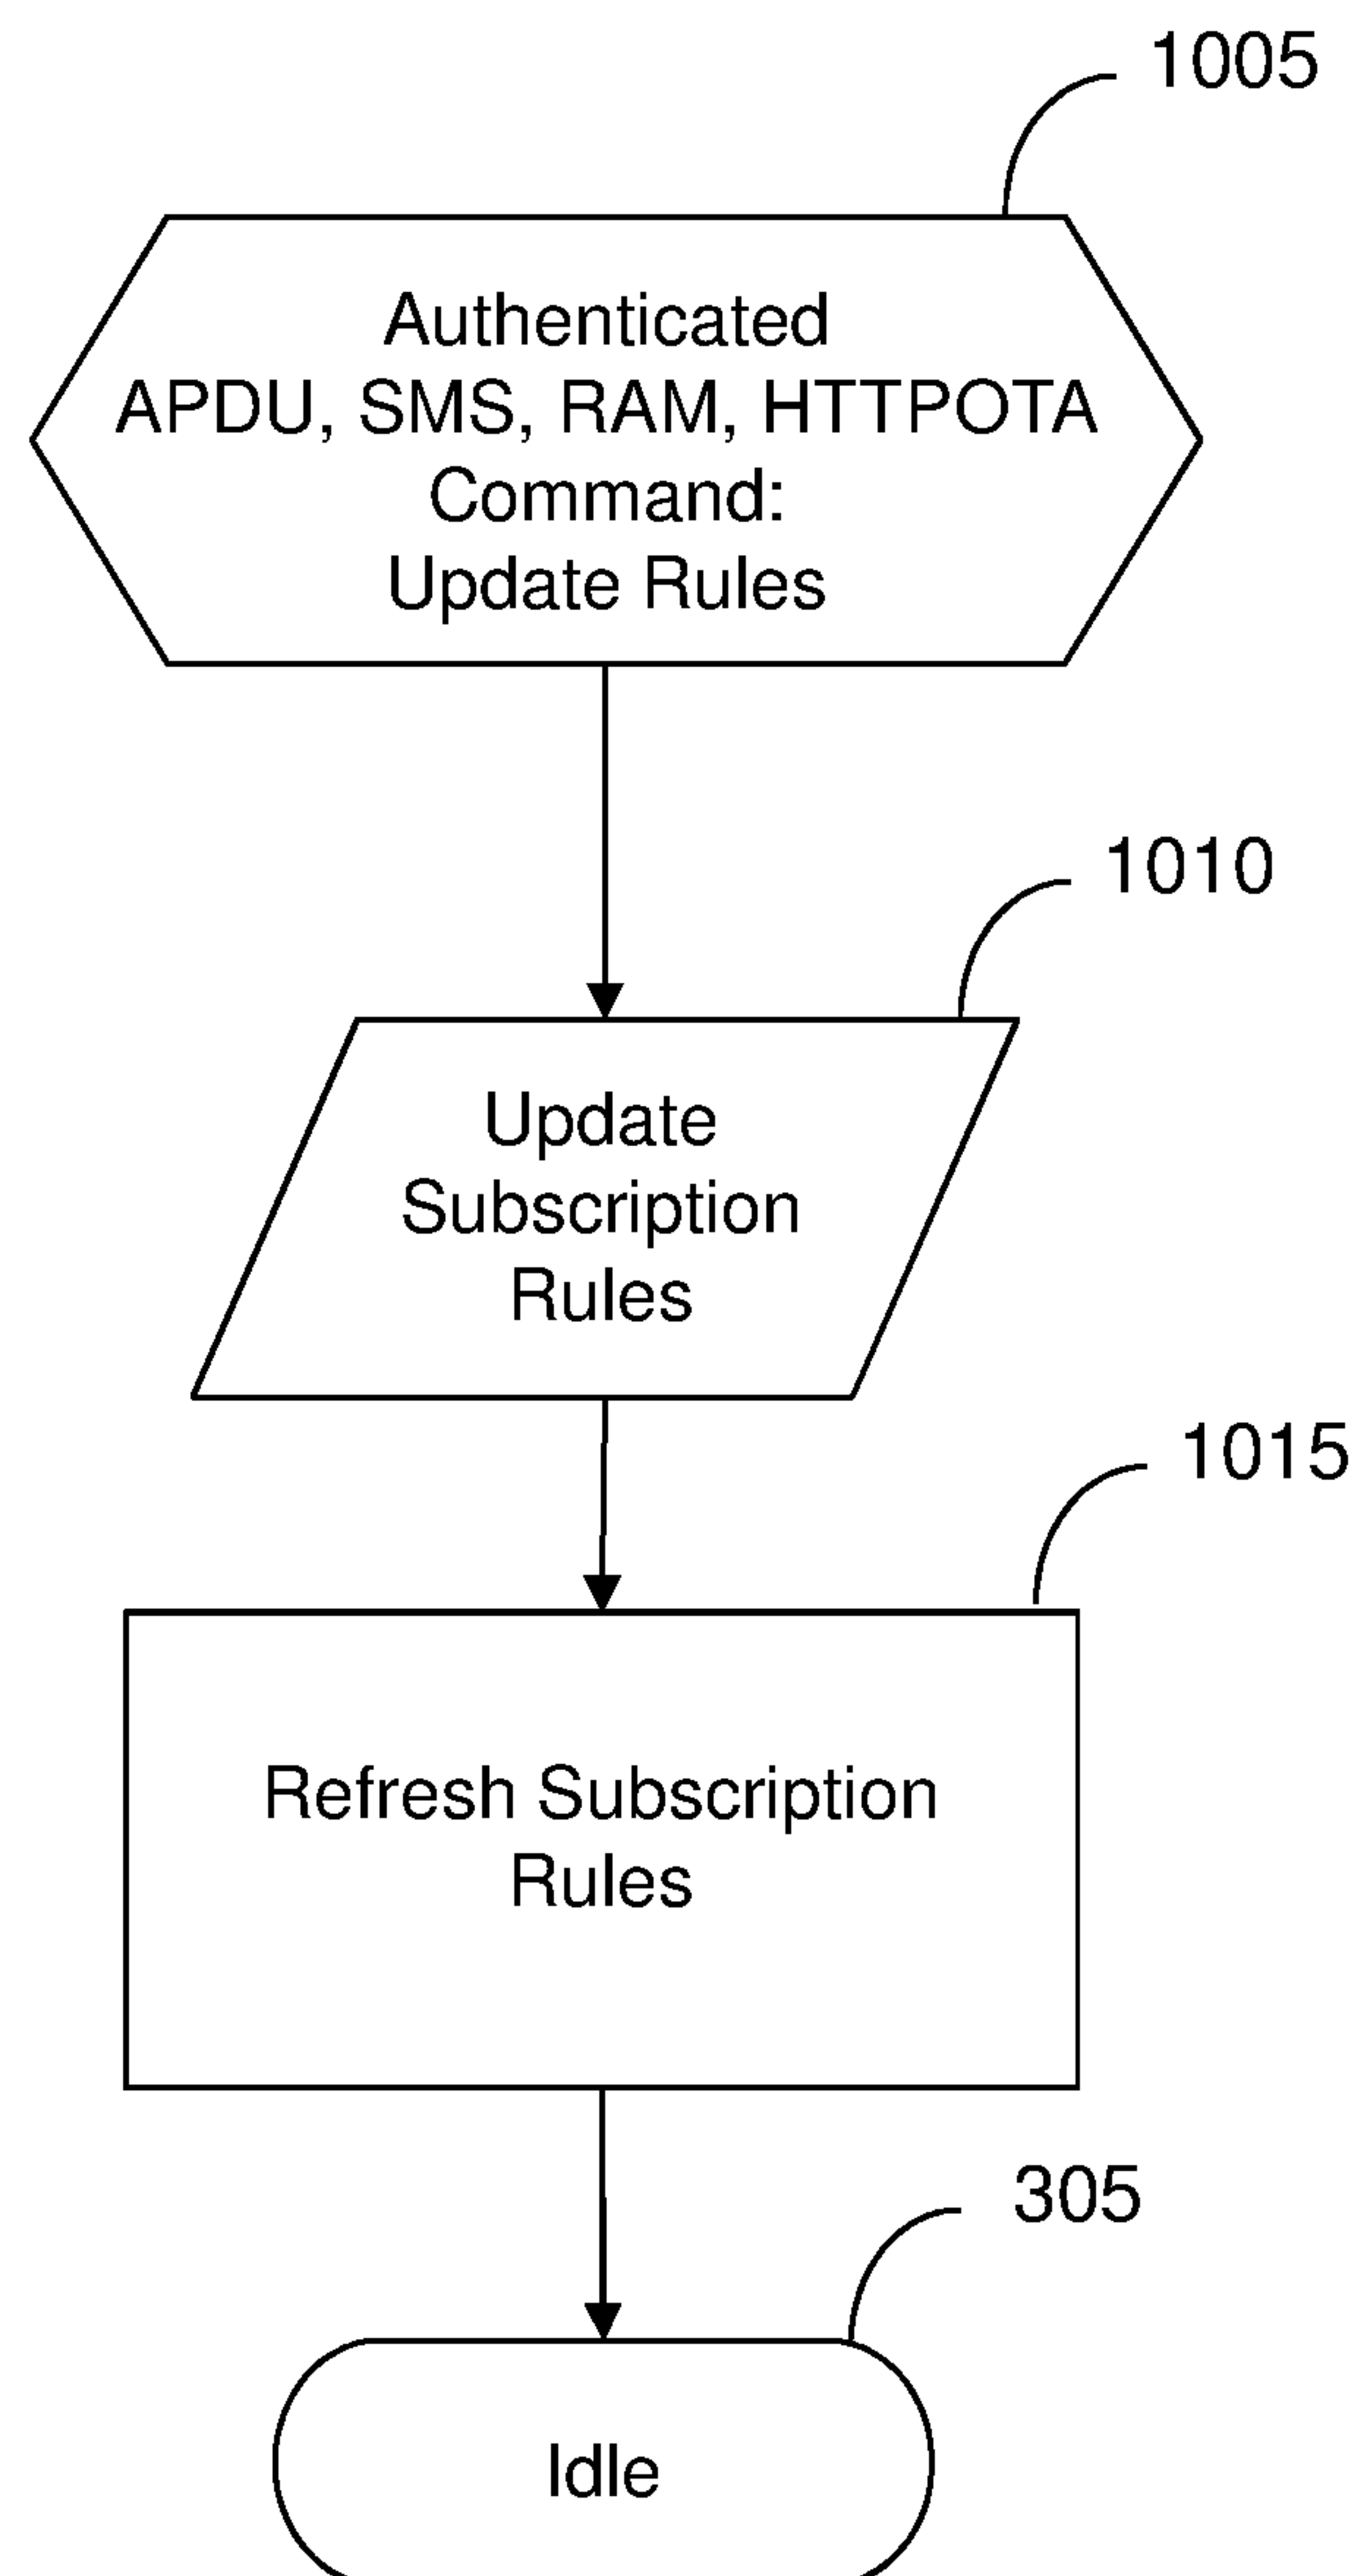 1005
Authenticated
APDU, SMS, RAM, HTTPOTA
Command:
Update Rules
1010
Update
Subscription
Rules
1015
Refresh Subscription
Rules
305
Idle